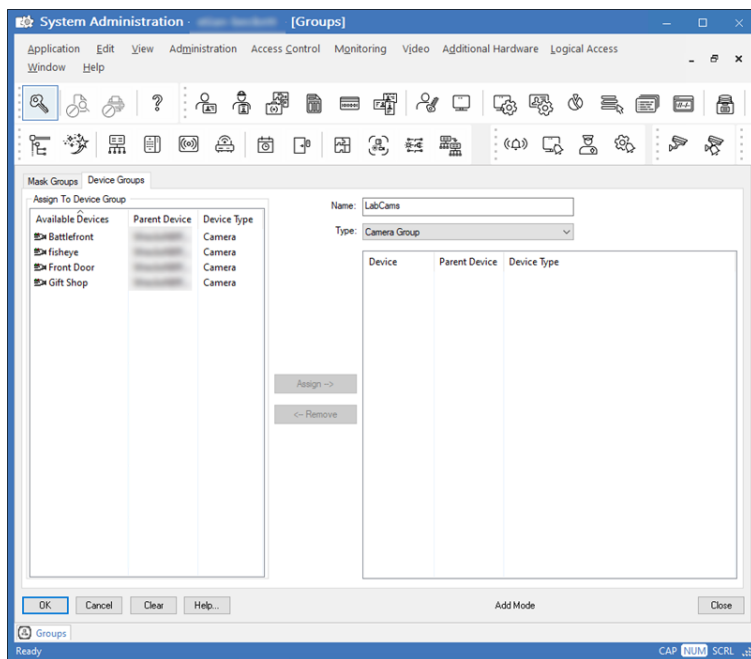 System Administration - - [Groups]
Application Edit View Administration Access Control Monitoring Video Additional Hardware Logical Access
Window Help
Mask Groups Device Groups
Assign To Device Group
Available Devices Parent Device Device Type
Battlefront Camera
fisheye Camera
Front Door Camera
Gift Shop Camera
Name: LabCams
Type: Camera Group
Device Parent Device Device Type
Assign -->
<-- Remove
OK Cancel Clear Help... Add Mode Close
Groups
Ready CAP NUM SCRL